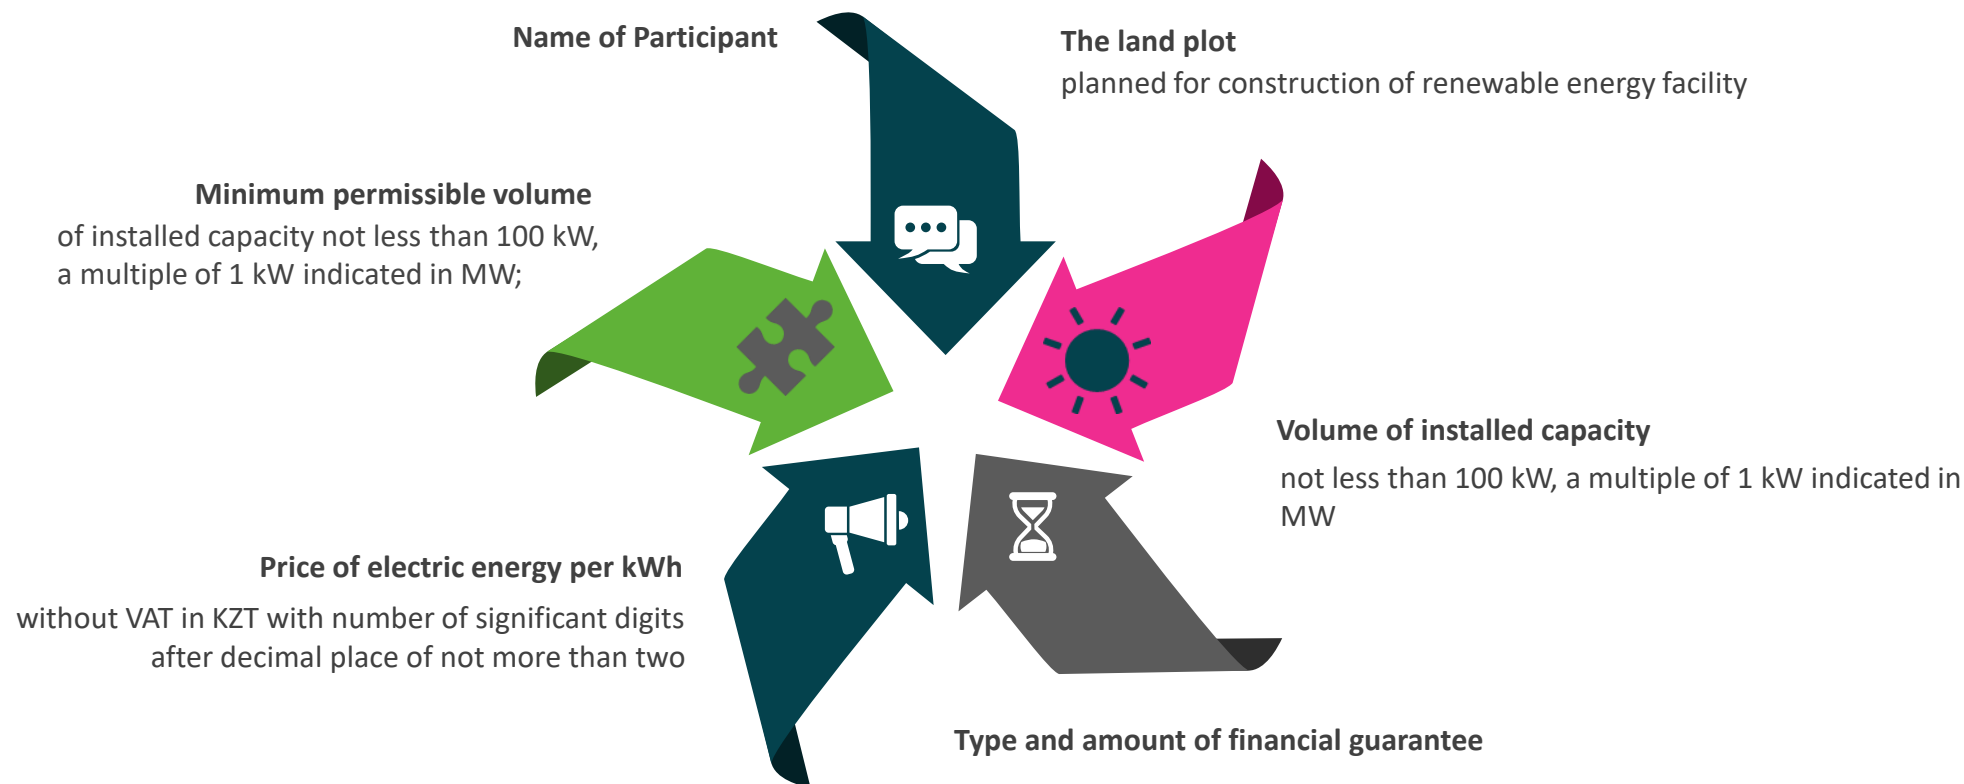 Name of Participant
The land plot
planned for construction of renewable energy facility
Minimum permissible volume
of installed capacity not less than 100 kW,
a multiple of 1 kW indicated in MW;
Volume of installed capacity
not less than 100 kW, a multiple of 1 kW indicated in
MW
Price of electric energy per kWh
without VAT in KZT with number of significant digits
after decimal place of not more than two
Type and amount of financial guarantee